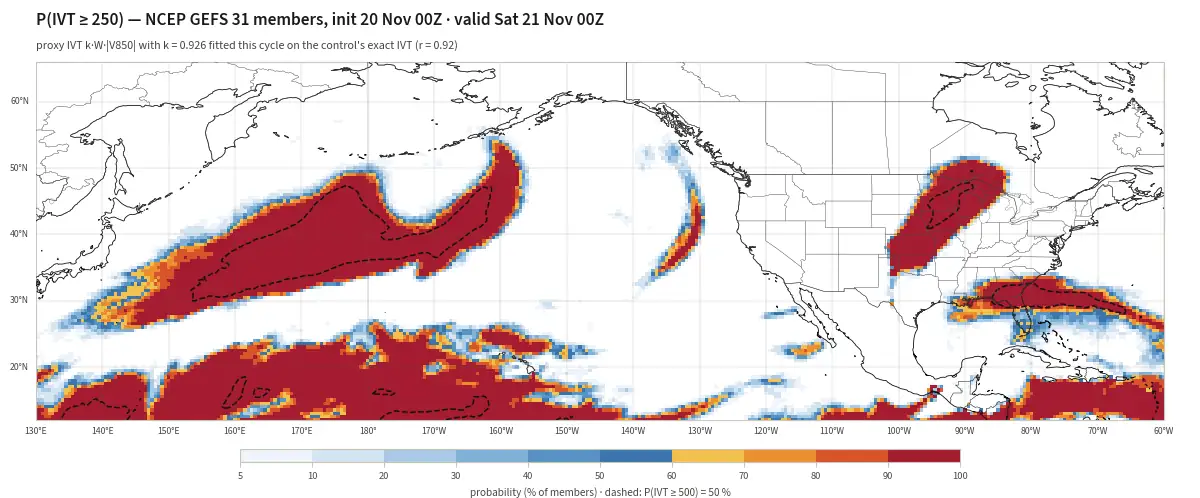 P(IVT ≥ 250) — NCEP GEFS 31 members, init 20 Nov 00Z · valid Sat 21 Nov 00Z
proxy IVT k·W·|V850| with k = 0.926 fitted this cycle on the control's exact IVT (r = 0.92)
60°N
50°N
40°N
30°N
20°N
130°E 140°E 150°E 160°E 170°E 180° 170°W 160°W 150°W 140°W 130°W 120°W 110°W 100°W 90°W 80°W 70°W 60°W
5 10 20 30 40 50 60 70 80 90 100
probability (% of members) · dashed: P(IVT ≥ 500) = 50 %